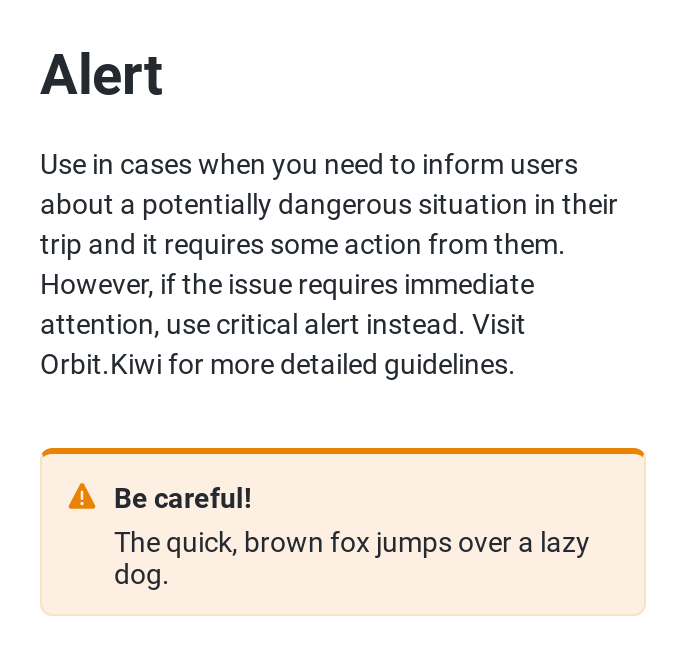 Alert
Use in cases when you need to inform users
about a potentially dangerous situation in their
trip and it requires some action from them.
However, if the issue requires immediate
attention, use critical alert instead. Visit
Orbit.Kiwi for more detailed guidelines.
Be careful!
The quick, brown fox jumps over a lazy
dog.